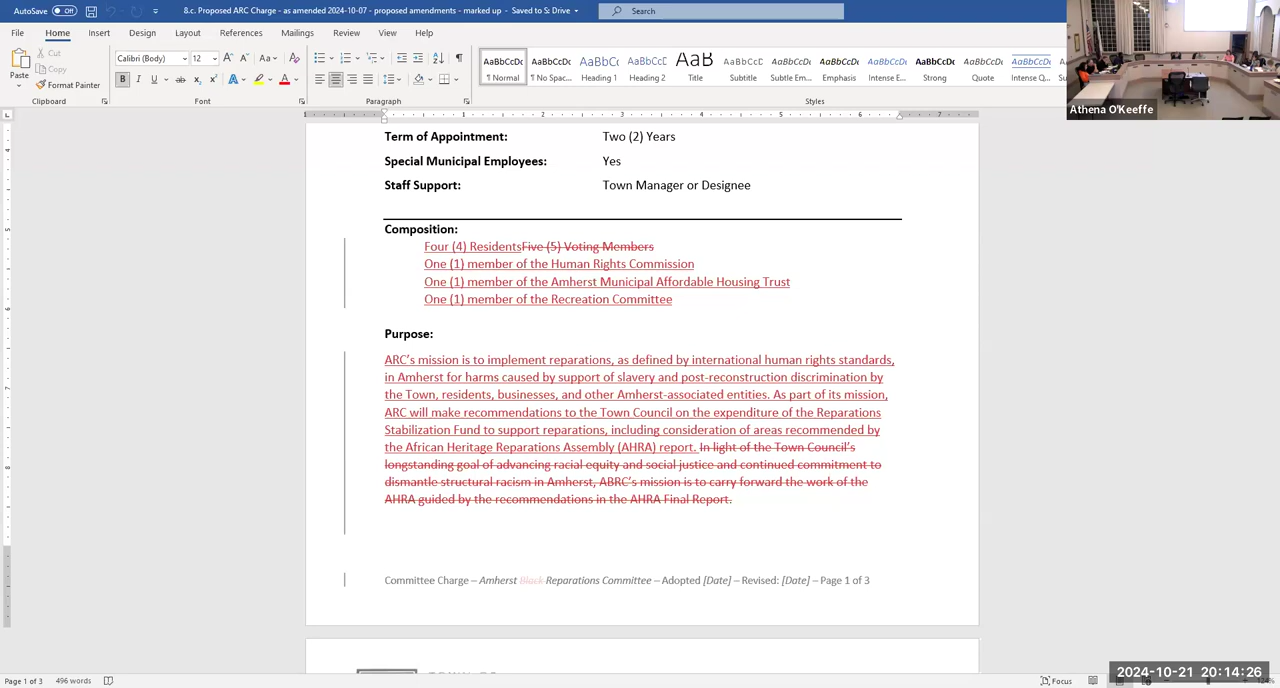 AutoSave Off 8.c. Proposed ARC Charge - as amended 2024-10-07 - proposed amendments - marked up - Saved to S: Drive Search
File Home Insert Design Layout References Mailings Review View Help
Paste Cut Copy Format Painter Calibri (Body) 12
AaBbCcDc AaBbCcDc AaBbCc AaBbCcD AaB AaBbCcD AaBbCcDc AaBbCcDc AaBbCcDc AaBbCcDc AaBbCcDc AaBbCcDc
¶ Normal ¶ No Spac... Heading 1 Heading 2 Title Subtitle Subtle Em... Emphasis Intense E... Strong Quote Intense Q...
Clipboard Font Paragraph Styles
Athena O'Keeffe
Term of Appointment: Two (2) Years
Special Municipal Employees: Yes
Staff Support: Town Manager or Designee
Composition:
Four (4) ResidentsFive (5) Voting Members
One (1) member of the Human Rights Commission
One (1) member of the Amherst Municipal Affordable Housing Trust
One (1) member of the Recreation Committee
Purpose:
ARC's mission is to implement reparations, as defined by international human rights standards,
in Amherst for harms caused by support of slavery and post-reconstruction discrimination by
the Town, residents, businesses, and other Amherst-associated entities. As part of its mission,
ARC will make recommendations to the Town Council on the expenditure of the Reparations
Stabilization Fund to support reparations, including consideration of areas recommended by
the African Heritage Reparations Assembly (AHRA) report. In light of the Town Council's
longstanding goal of advancing racial equity and social justice and continued commitment to
dismantle structural racism in Amherst, ABRC's mission is to carry forward the work of the
AHRA guided by the recommendations in the AHRA Final Report.
Committee Charge – Amherst Black Reparations Committee – Adopted [Date] – Revised: [Date] – Page 1 of 3
Page 1 of 3 496 words Focus
2024-10-21 20:14:26